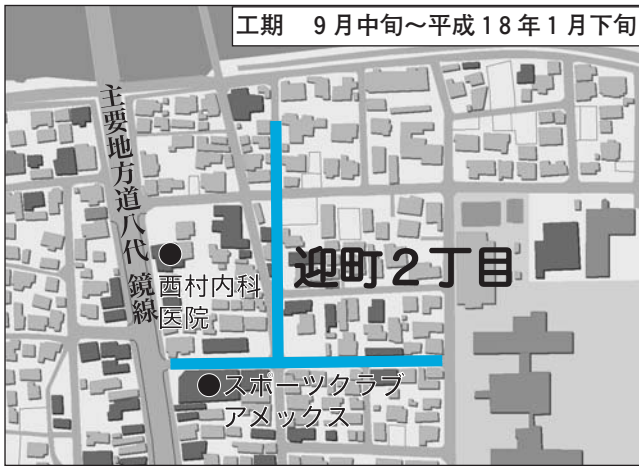 工期　9月中旬～平成18年1月下旬
主要地方道八代 鏡線
迎町2丁目
●西村内科
医院
●スポーツクラブ
アメックス